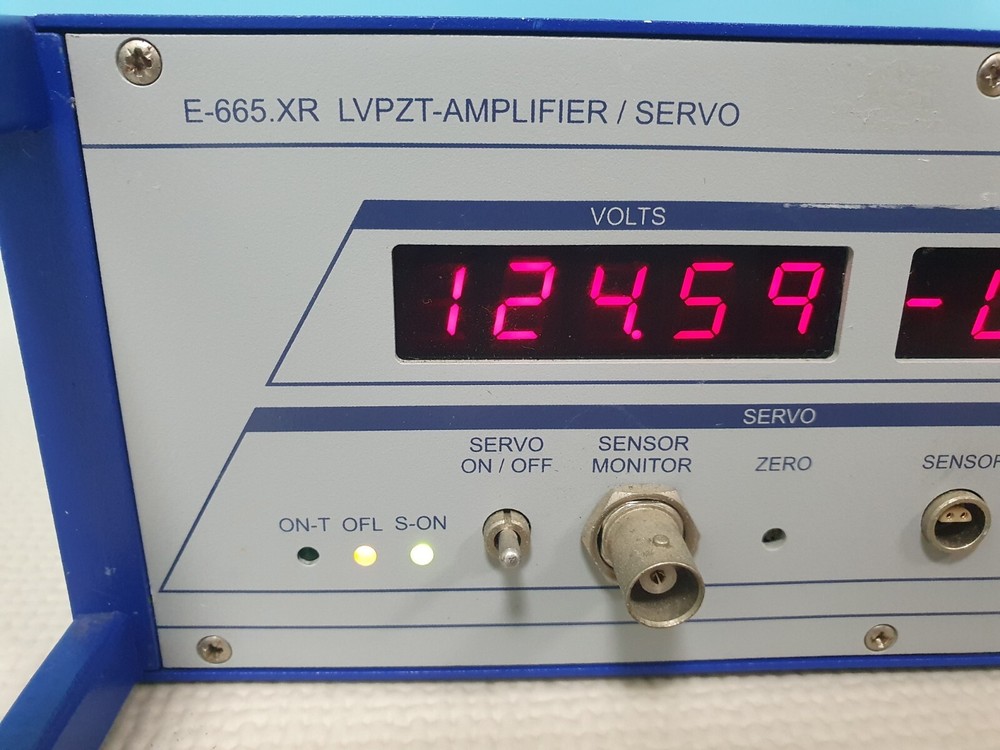 E-665.XR LVPZT-AMPLIFIER / SERVO
VOLTS
124.59
-
SERVO
SERVO
ON / OFF
SENSOR
MONITOR
ZERO
SENSOR
ON-T OFL S-ON